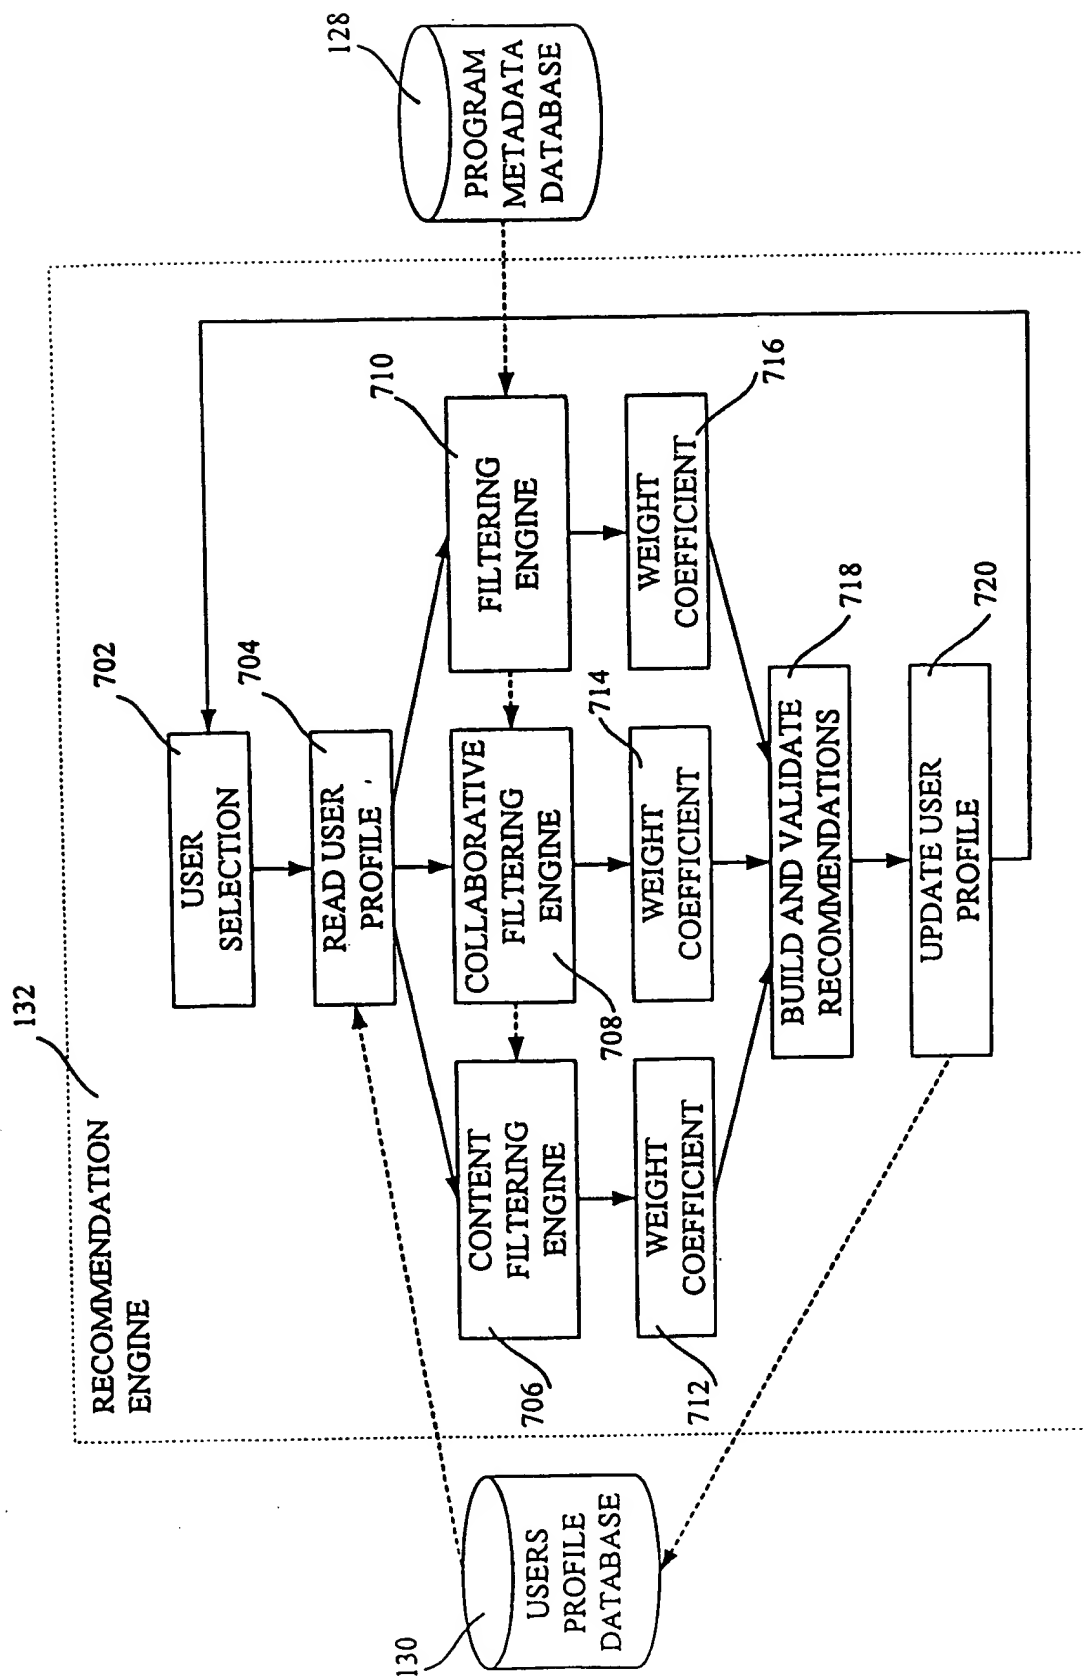 RECOMMENDATION
ENGINE
132
USER
SELECTION
702
READ USER
PROFILE
704
CONTENT
FILTERING
ENGINE
706
COLLABORATIVE
FILTERING
ENGINE
708
FILTERING
ENGINE
710
WEIGHT
COEFFICIENT
712
WEIGHT
COEFFICIENT
714
WEIGHT
COEFFICIENT
716
BUILD AND VALIDATE
RECOMMENDATIONS
718
UPDATE USER
PROFILE
720
USERS
PROFILE
DATABASE
130
PROGRAM
METADATA
DATABASE
128